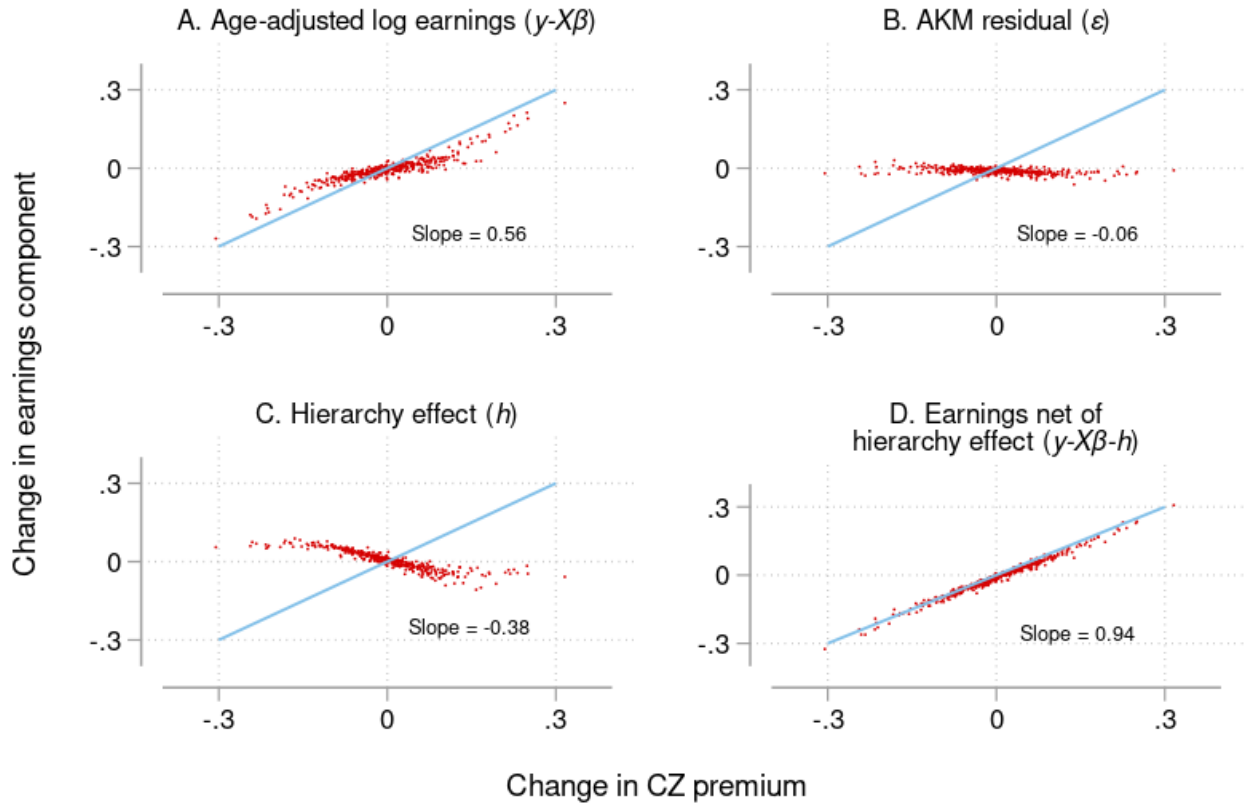 A. Age-adjusted log earnings (y-Xβ)
.3
0
-.3
Slope = 0.56
-.3
0
.3
B. AKM residual (ε)
.3
0
-.3
Slope = -0.06
-.3
0
.3
Change in earnings component
C. Hierarchy effect (h)
.3
0
-.3
Slope = -0.38
-.3
0
.3
D. Earnings net of
hierarchy effect (y-Xβ-h)
.3
0
-.3
Slope = 0.94
-.3
0
.3
Change in CZ premium